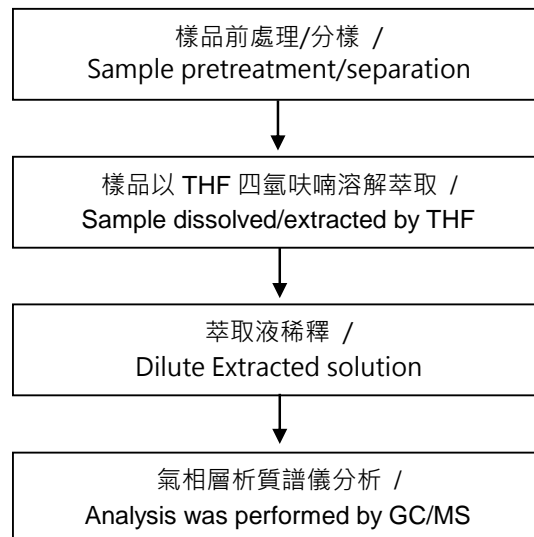 樣品前處理/分樣 /
Sample pretreatment/separation
樣品以 THF 四氫呋喃溶解萃取 /
Sample dissolved/extracted by THF
萃取液稀釋 /
Dilute Extracted solution
氣相層析質譜儀分析 /
Analysis was performed by GC/MS